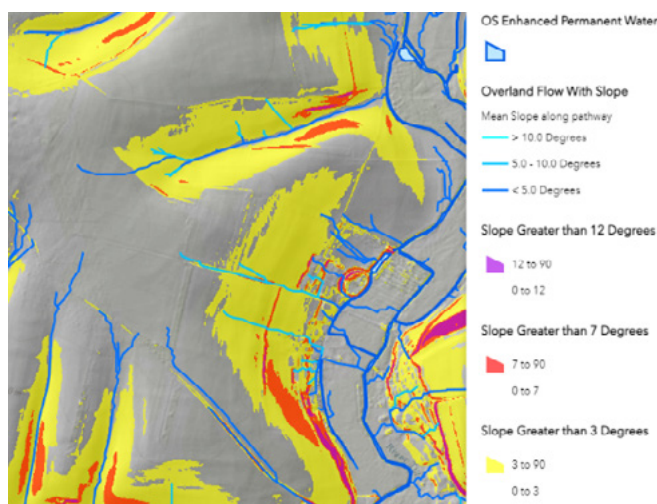 OS Enhanced Permanent Water
Overland Flow With Slope
Mean Slope along pathway
> 10.0 Degrees
5.0 - 10.0 Degrees
< 5.0 Degrees
Slope Greater than 12 Degrees
12 to 90
0 to 12
Slope Greater than 7 Degrees
7 to 90
0 to 7
Slope Greater than 3 Degrees
3 to 90
0 to 3